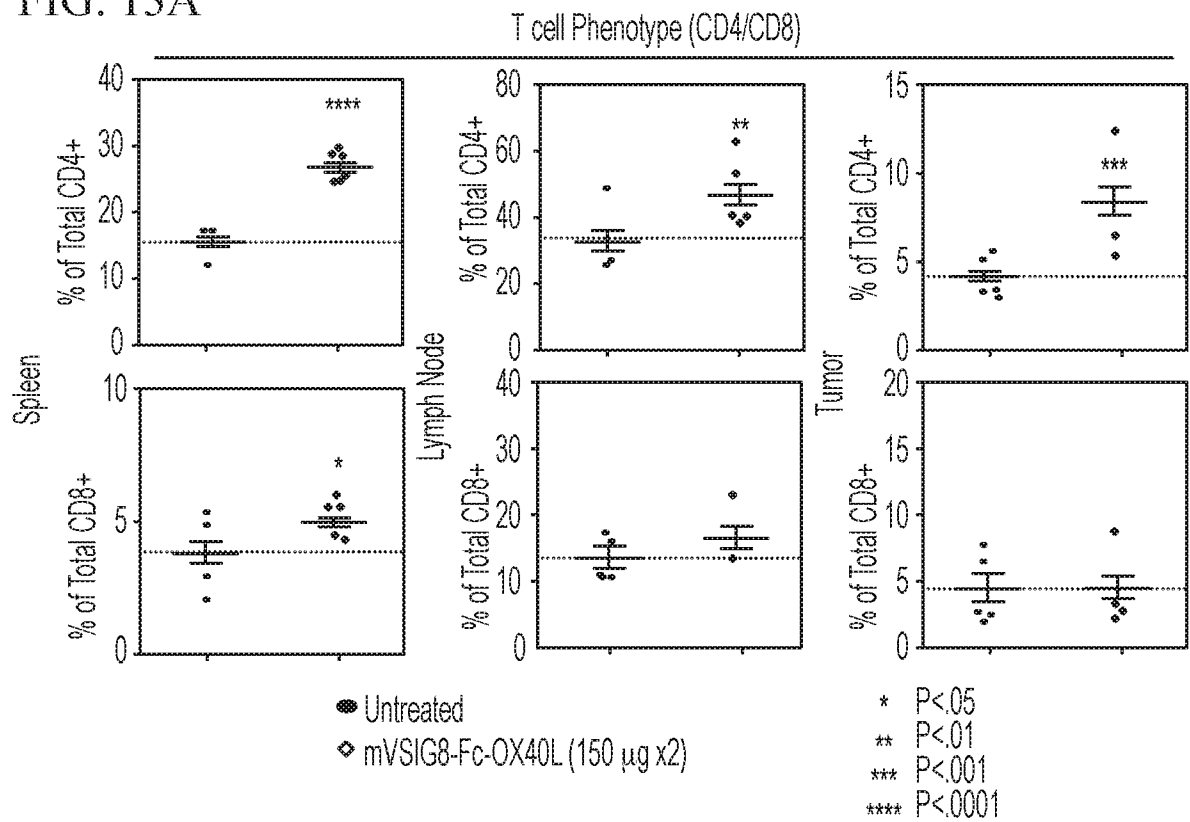 FIG. 13A
T cell Phenotype (CD4/CD8)
Spleen
% of Total CD4+
40
30
20
10
0
****
% of Total CD8+
10
5
0
*
Lymph Node
% of Total CD4+
80
60
40
20
0
**
% of Total CD8+
40
30
20
10
0
Tumor
% of Total CD4+
15
10
5
0
***
% of Total CD8+
20
15
10
5
0
Untreated
mVSIG8-Fc-OX40L (150 µg x2)
* P<.05
** P<.01
*** P<.001
**** P<.0001